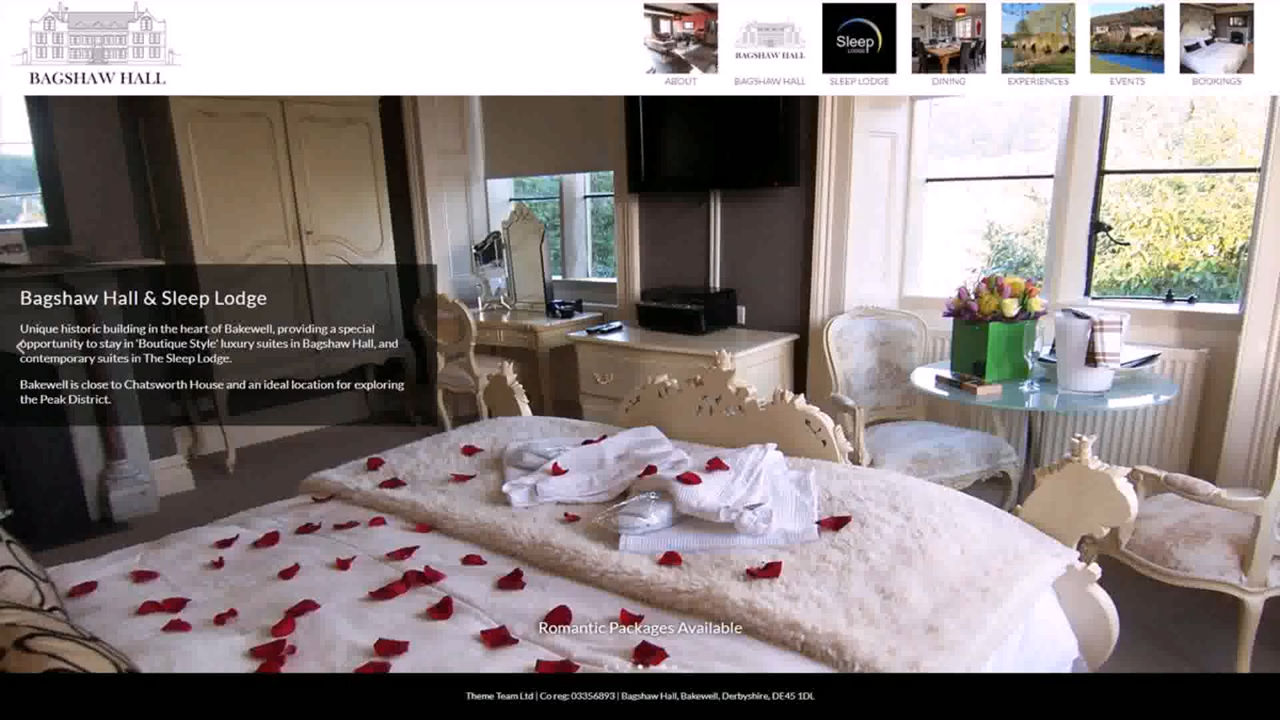 BAGSHAW HALL
BAGSHAW HALL
Sleep
LODGE
ABOUT
BAGSHAW HALL
SLEEP LODGE
DINING
EXPERIENCES
EVENTS
BOOKINGS
Bagshaw Hall & Sleep Lodge
Unique historic building in the heart of Bakewell, providing a special
opportunity to stay in 'Boutique Style' luxury suites in Bagshaw Hall, and
contemporary suites in The Sleep Lodge.
Bakewell is close to Chatsworth House and an ideal location for exploring
the Peak District.
Romantic Packages Available
Theme Team Ltd | Co reg: 03356893 | Bagshaw Hall, Bakewell, Derbyshire, DE45 1DL